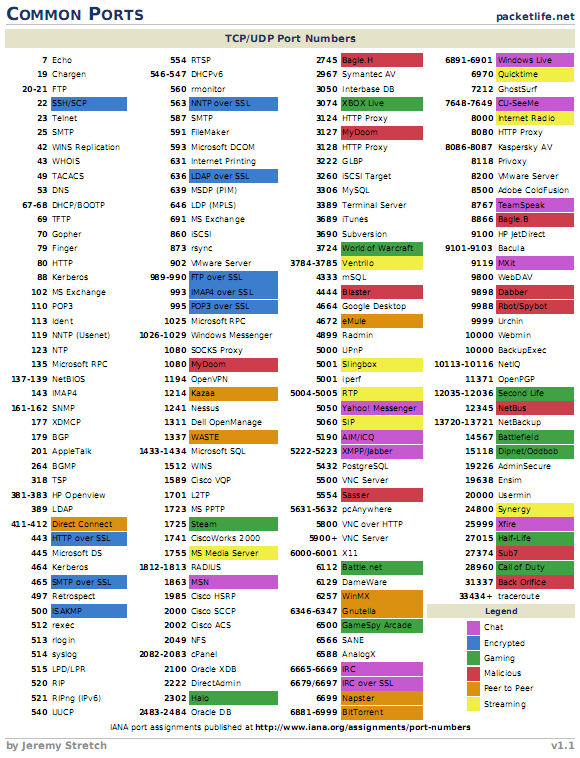 COMMON PORTS
packetlife.net
TCP/UDP Port Numbers
7 Echo
19 Chargen
20-21 FTP
22 SSH/SCP
23 Telnet
25 SMTP
42 WINS Replication
43 WHOIS
49 TACACS
53 DNS
67-68 DHCP/BOOTP
69 TFTP
70 Gopher
79 Finger
80 HTTP
88 Kerberos
102 MS Exchange
110 POP3
113 Ident
119 NNTP (Usenet)
123 NTP
135 Microsoft RPC
137-139 NetBIOS
143 IMAP4
161-162 SNMP
177 XDMCP
179 BGP
201 AppleTalk
264 BGMP
318 TSP
381-383 HP Openview
389 LDAP
411-412 Direct Connect
443 HTTP over SSL
445 Microsoft DS
464 Kerberos
465 SMTP over SSL
497 Retrospect
500 ISAKMP
512 rexec
513 rlogin
514 syslog
515 LPD/LPR
520 RIP
521 RIPng (IPv6)
540 UUCP
554 RTSP
546-547 DHCPv6
560 rmonitor
563 NNTP over SSL
587 SMTP
591 FileMaker
593 Microsoft DCOM
631 Internet Printing
636 LDAP over SSL
639 MSDP (PIM)
646 LDP (MPLS)
691 MS Exchange
860 iSCSI
873 rsync
902 VMware Server
989-990 FTP over SSL
993 IMAP4 over SSL
995 POP3 over SSL
1025 Microsoft RPC
1026-1029 Windows Messenger
1080 SOCKS Proxy
1080 MyDoom
1194 OpenVPN
1214 Kazaa
1241 Nessus
1311 Dell OpenManage
1337 WASTE
1433-1434 Microsoft SQL
1512 WINS
1589 Cisco VQP
1701 L2TP
1723 MS PPTP
1725 Steam
1741 CiscoWorks 2000
1755 MS Media Server
1812-1813 RADIUS
1863 MSN
1985 Cisco HSRP
2000 Cisco SCCP
2002 Cisco ACS
2049 NFS
2082-2083 cPanel
2100 Oracle XDB
2222 DirectAdmin
2302 Halo
2483-2484 Oracle DB
2745 Bagle.H
2967 Symantec AV
3050 Interbase DB
3074 XBOX Live
3124 HTTP Proxy
3127 MyDoom
3128 HTTP Proxy
3222 GLBP
3260 iSCSI Target
3306 MySQL
3389 Terminal Server
3689 iTunes
3690 Subversion
3724 World of Warcraft
3784-3785 Ventrilo
4333 mSQL
4444 Blaster
4664 Google Desktop
4672 eMule
4899 Radmin
5000 UPnP
5001 Slingbox
5001 iperf
5004-5005 RTP
5050 Yahoo! Messenger
5060 SIP
5190 AIM/ICQ
5222-5223 XMPP/Jabber
5432 PostgreSQL
5500 VNC Server
5554 Sasser
5631-5632 pcAnywhere
5800 VNC over HTTP
5900+ VNC Server
6000-6001 X11
6112 Battle.net
6129 DameWare
6257 WinMX
6346-6347 Gnutella
6500 GameSpy Arcade
6566 SANE
6588 AnalogX
6665-6669 IRC
6679/6697 IRC over SSL
6699 Napster
6881-6999 BitTorrent
6891-6901 Windows Live
6970 Quicktime
7212 GhostSurf
7648-7649 CU-SeeMe
8000 Internet Radio
8080 HTTP Proxy
8086-8087 Kaspersky AV
8118 Privoxy
8200 VMware Server
8500 Adobe ColdFusion
8767 TeamSpeak
8866 Bagle.B
9100 HP JetDirect
9101-9103 Bacula
9119 MXit
9800 WebDAV
9898 Dabber
9988 Rbot/Spybot
9999 Urchin
10000 Webmin
10000 BackupExec
10113-10116 NetIQ
11371 OpenPGP
12035-12036 Second Life
12345 NetBus
13720-13721 NetBackup
14567 Battlefield
15118 Dipnet/Oddbob
19226 AdminSecure
19638 Ensim
20000 Usermin
24800 Synergy
25999 Xfire
27015 Half-Life
27374 Sub7
28960 Call of Duty
31337 Back Orifice
33434+ traceroute
Legend
Chat
Encrypted
Gaming
Malicious
Peer to Peer
Streaming
IANA port assignments published at http://www.iana.org/assignments/port-numbers
by Jeremy Stretch
v1.1